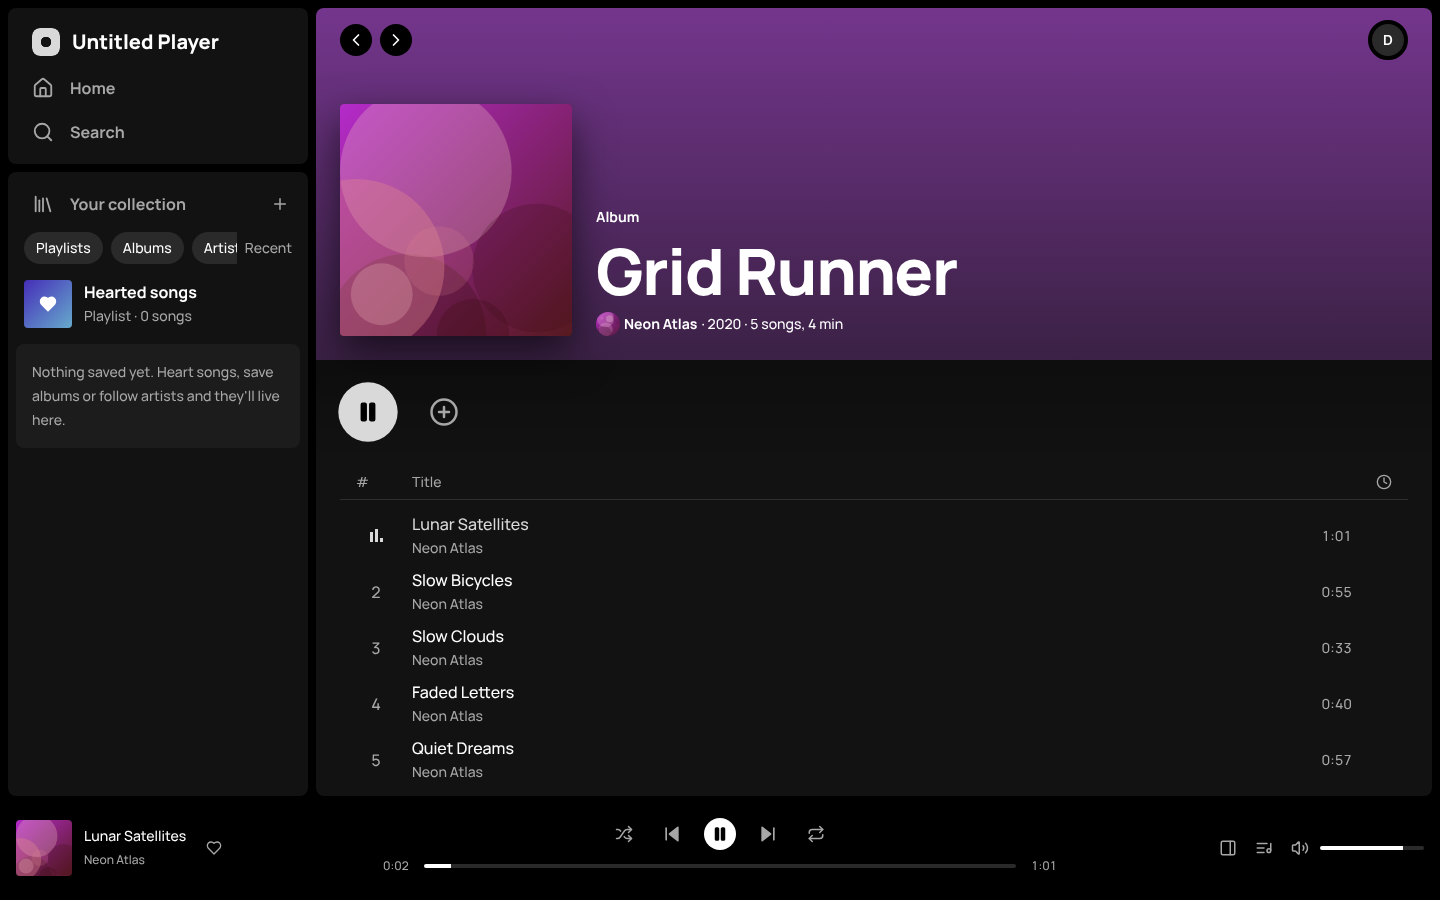 Untitled Player
Home
Search
Your collection
Playlists Albums Artist Recent
Hearted songs
Playlist · 0 songs
Nothing saved yet. Heart songs, save
albums or follow artists and they'll live
here.
D
Album
Grid Runner
Neon Atlas · 2020 · 5 songs, 4 min
# Title
Lunar Satellites
Neon Atlas
1:01
2
Slow Bicycles
Neon Atlas
0:55
3
Slow Clouds
Neon Atlas
0:33
4
Faded Letters
Neon Atlas
0:40
5
Quiet Dreams
Neon Atlas
0:57
Lunar Satellites
Neon Atlas
0:02
1:01